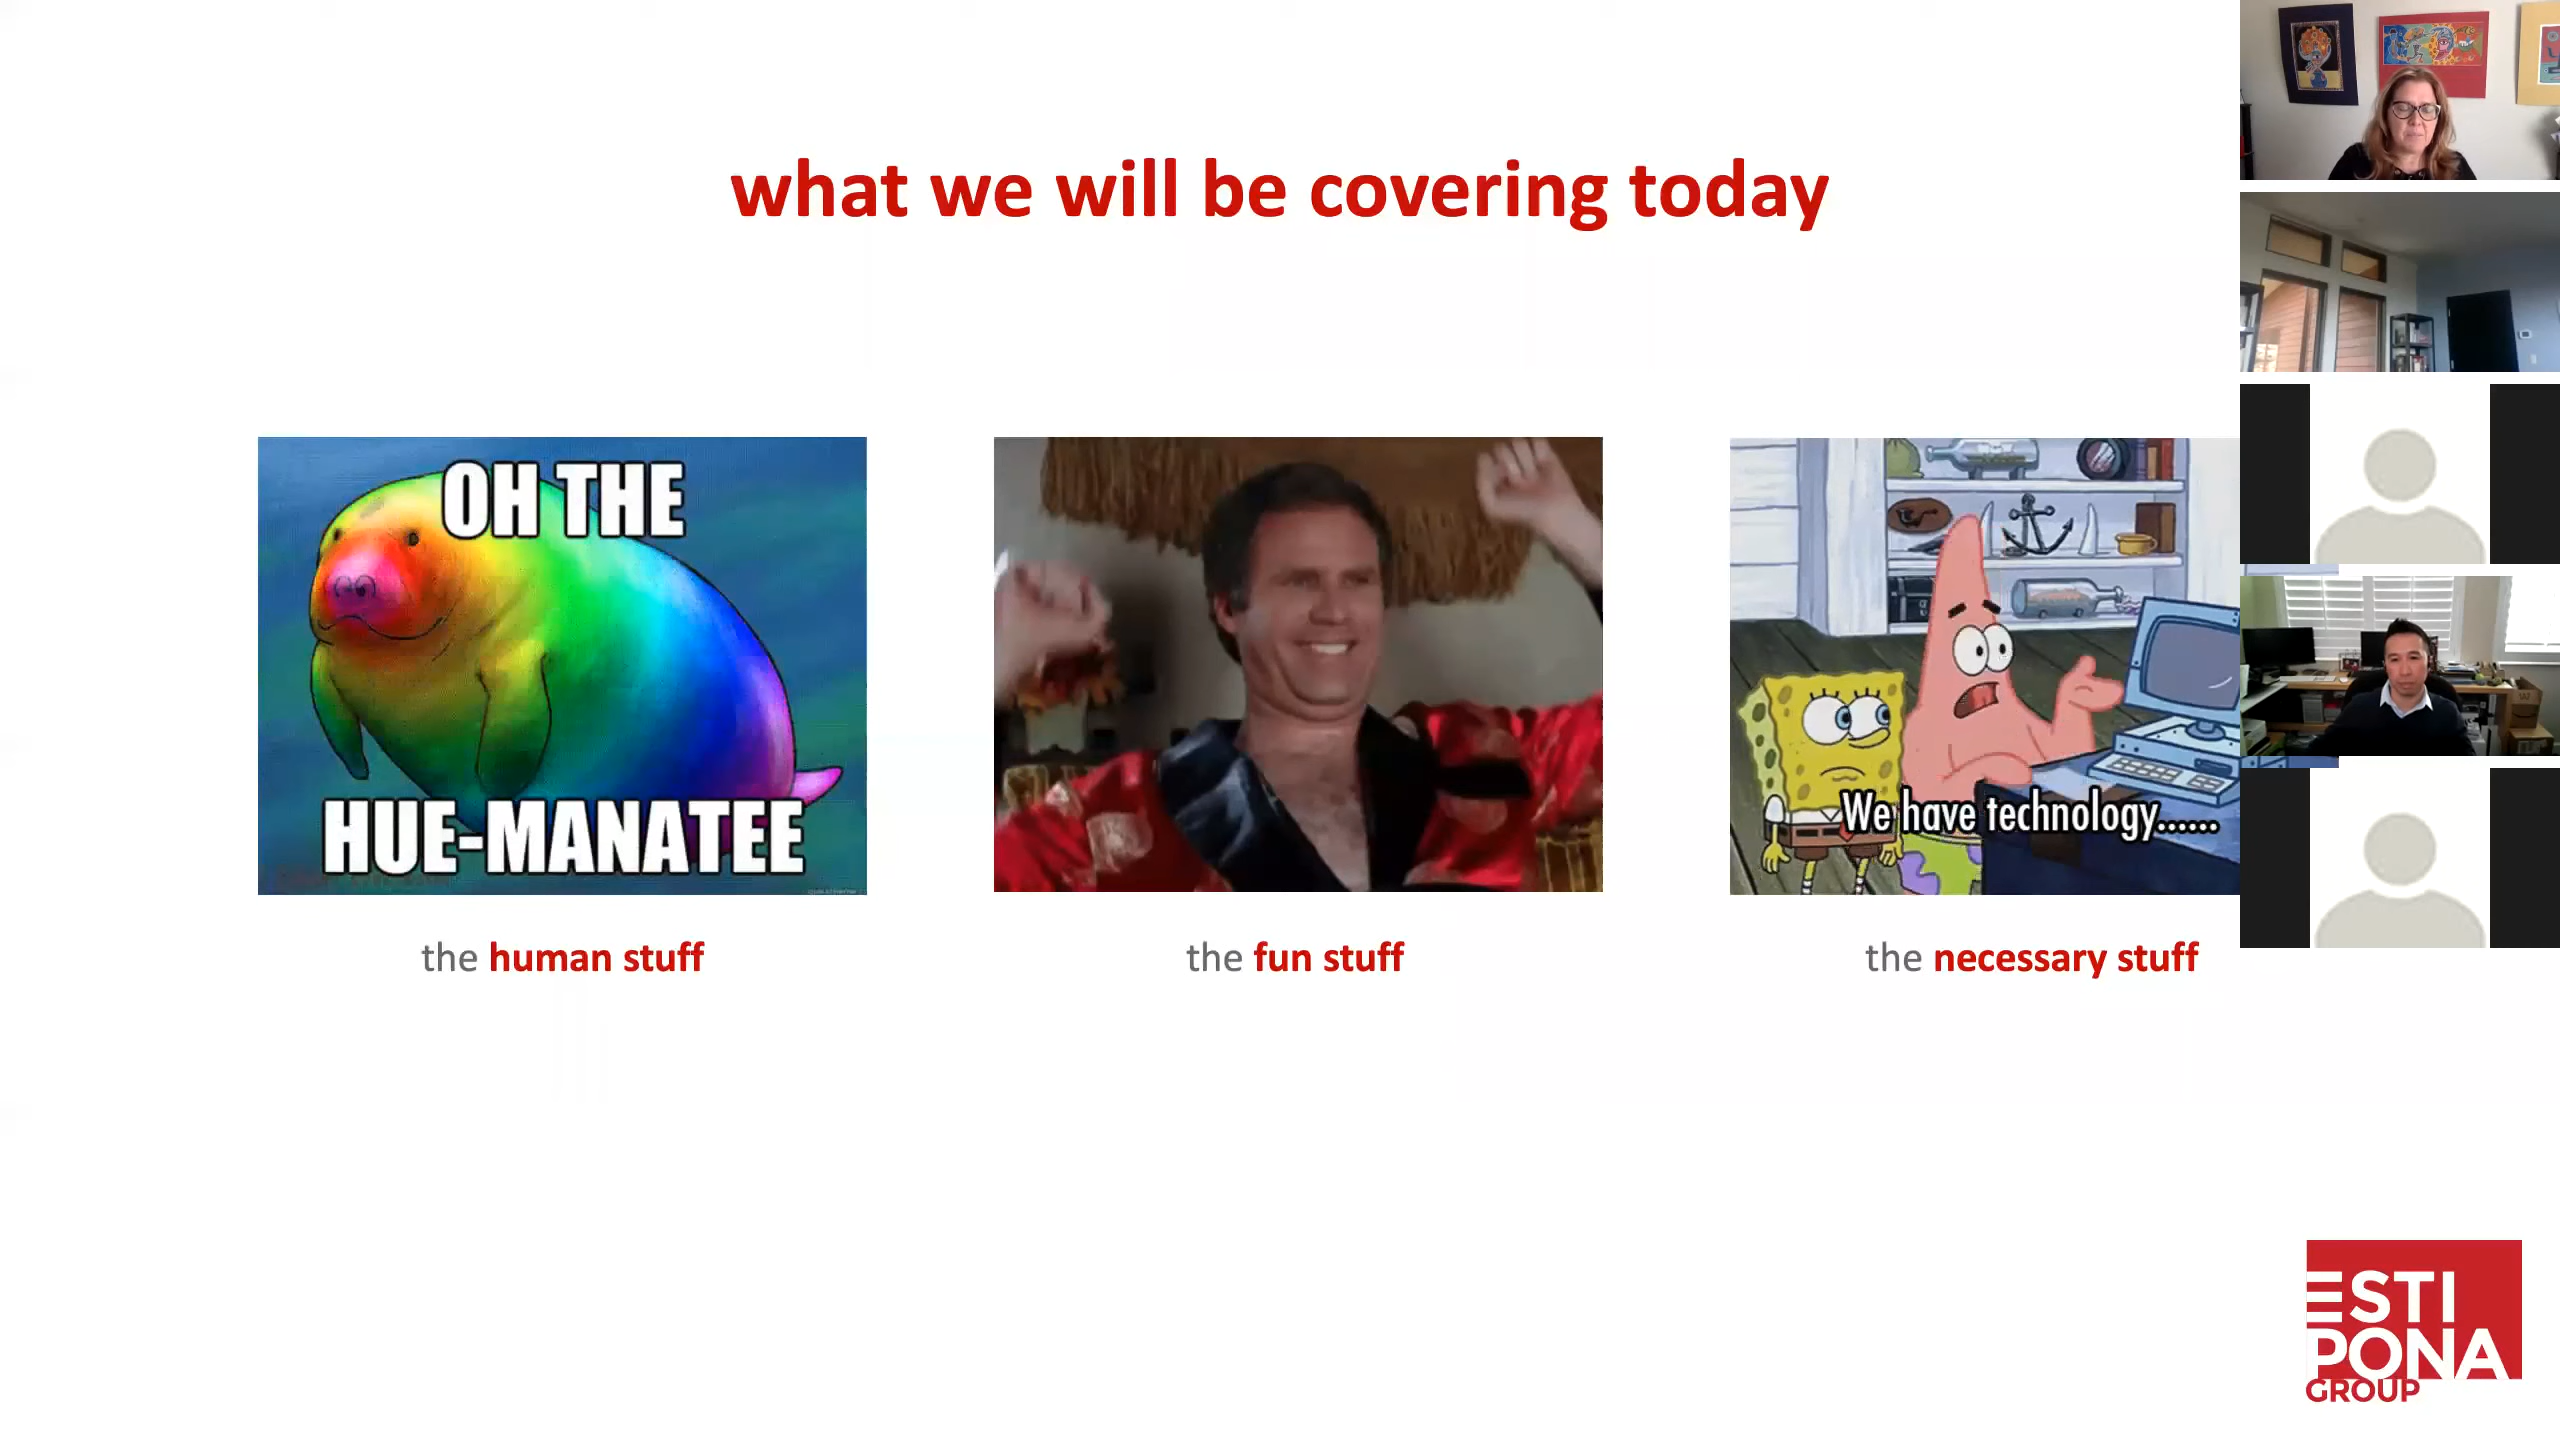 what we will be covering today
OH THE
HUE-MANATEE
We have technology......
the human stuff
the fun stuff
the necessary stuff
ESTI
PONA
GROUP